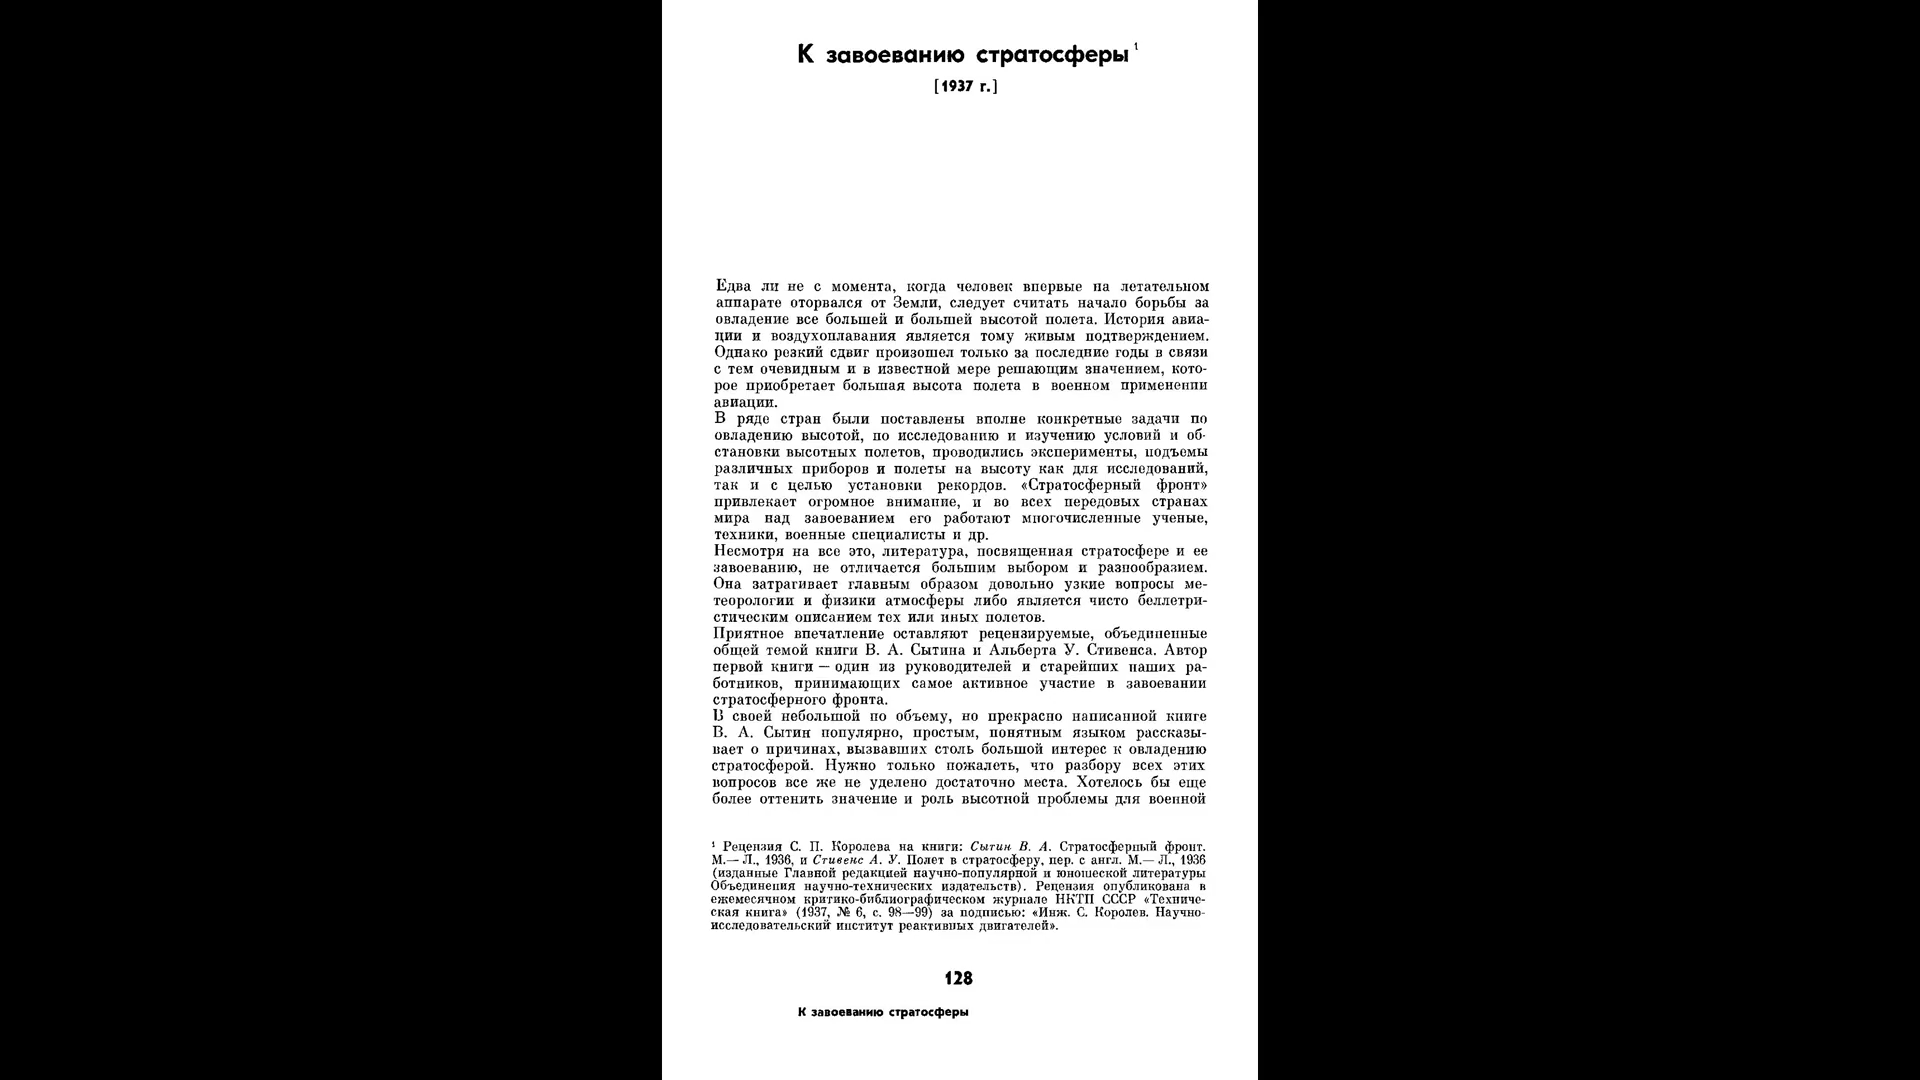 К завоеванию стратосферы ¹
[1937 г.]
Едва ли не с момента, когда человек впервые на летательном
аппарате оторвался от Земли, следует считать начало борьбы за
овладение все большей и большей высотой полета. История авиа-
ции и воздухоплавания является тому живым подтверждением.
Однако резкий сдвиг произошел только за последние годы в связи
с тем очевидным и в известной мере решающим значением, кото-
рое приобретает большая высота полета в военном применении
авиации.
В ряде стран были поставлены вполне конкретные задачи по
овладению высотой, по исследованию и изучению условий и об-
становки высотных полетов, проводились эксперименты, подъемы
различных приборов и полеты на высоту как для исследований,
так и с целью установки рекордов. «Стратосферный фронт»
привлекает огромное внимание, и во всех передовых странах
мира над завоеванием его работают многочисленные ученые,
техники, военные специалисты и др.
Несмотря на все это, литература, посвященная стратосфере и ее
завоеванию, не отличается большим выбором и разнообразием.
Она затрагивает главным образом довольно узкие вопросы ме-
теорологии и физики атмосферы либо является чисто беллетри-
стическим описанием тех или иных полетов.
Приятное впечатление оставляют рецензируемые, объединенные
общей темой книги В. А. Сытина и Альберта У. Стивенса. Автор
первой книги — один из руководителей и старейших наших ра-
ботников, принимающих самое активное участие в завоевании
стратосферного фронта.
В своей небольшой по объему, но прекрасно написанной книге
В. А. Сытин популярно, простым, понятным языком рассказы-
вает о причинах, вызвавших столь большой интерес к овладению
стратосферой. Нужно только пожалеть, что разбору всех этих
вопросов все же не уделено достаточно места. Хотелось бы еще
более оттенить значение и роль высотной проблемы для военной
¹ Рецензия С. П. Королева на книги: Сытин В. А. Стратосферный фронт.
М.— Л., 1936, и Стивенс А. У. Полет в стратосферу, пер. с англ. М.— Л., 1936
(изданные Главной редакцией научно-популярной и юношеской литературы
Объединения научно-технических издательств). Рецензия опубликована в
ежемесячном критико-библиографическом журнале НКТП СССР «Техниче-
ская книга» (1937, № 6, с. 98—99) за подписью: «Инж. С. Королев. Научно-
исследовательский институт реактивных двигателей».
128
К завоеванию стратосферы